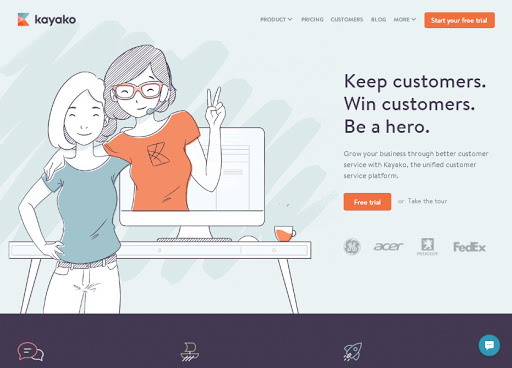 kayako
PRODUCT
PRICING
CUSTOMERS
BLOG
MORE
Start your free trial
Keep customers.
Win customers.
Be a hero.
Grow your business through better customer
service with Kayako, the unified customer
service platform.
Free trial
or
Take the tour
GE
acer
PEUGEOT
FedEx